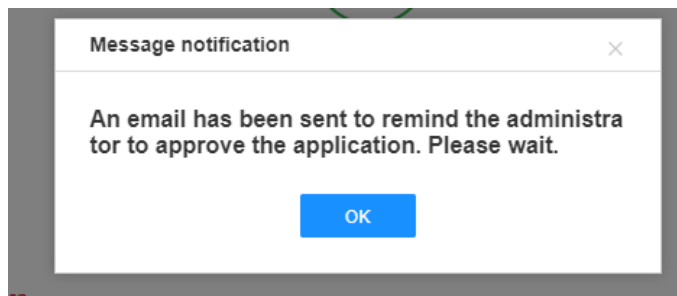 Message notification
An email has been sent to remind the administra
tor to approve the application. Please wait.
OK